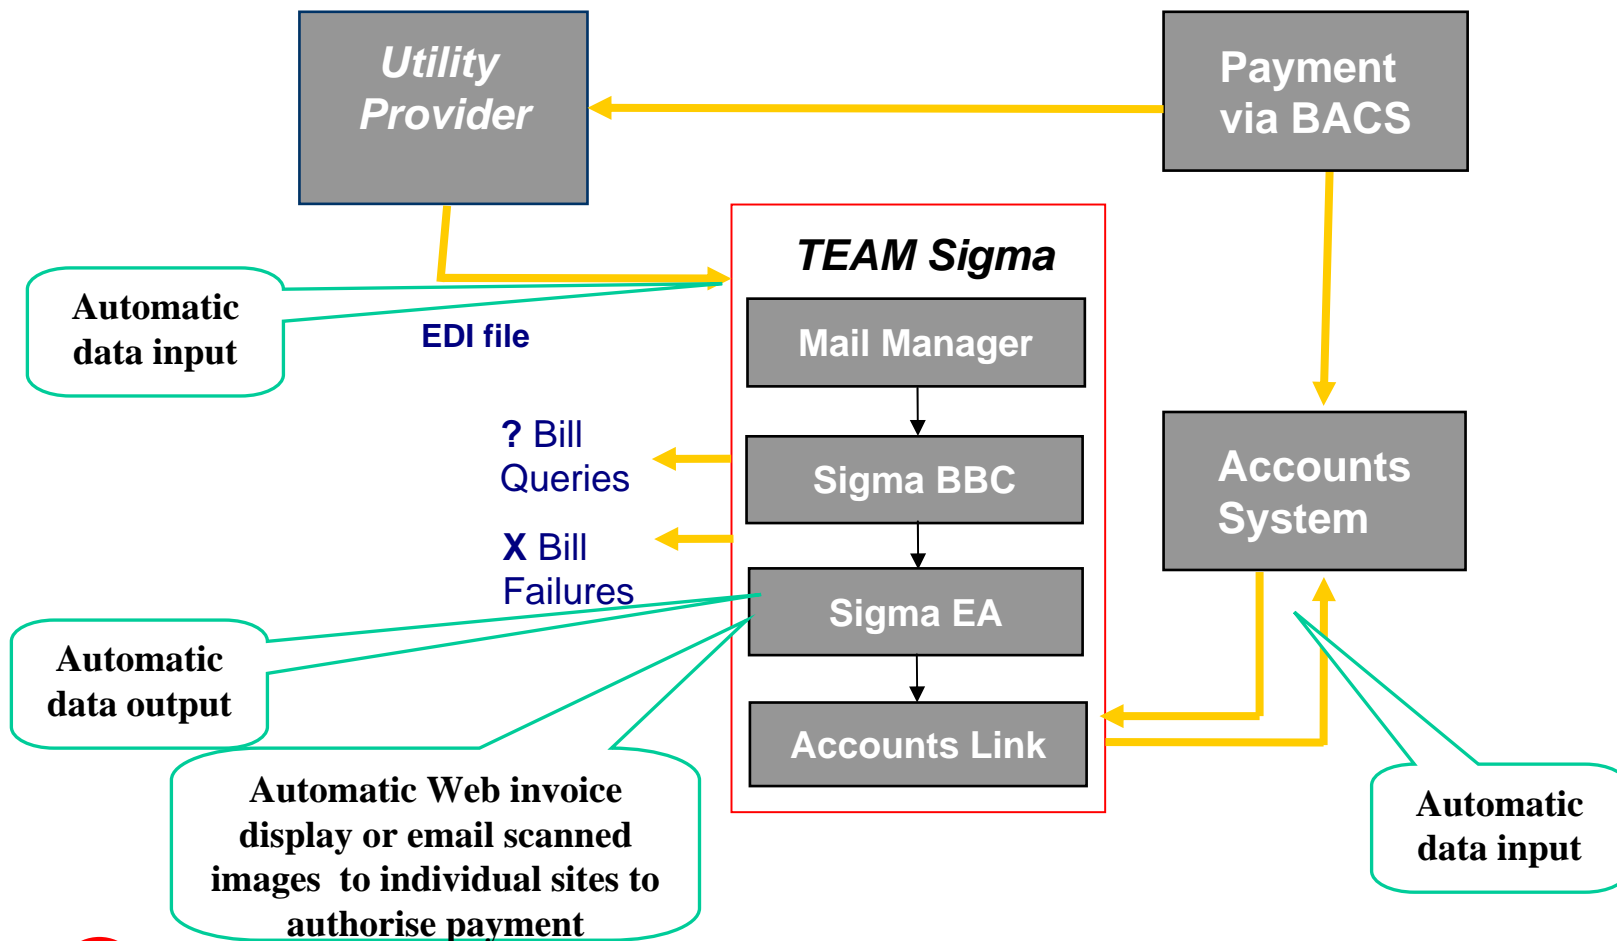 Utility
Provider
Payment
via BACS
TEAM Sigma
Automatic
data input
EDI file
Mail Manager
? Bill
Queries
Sigma BBC
Accounts
System
X Bill
Failures
Sigma EA
Automatic
data output
Accounts Link
Automatic Web invoice
display or email scanned
images to individual sites to
authorise payment
Automatic
data input